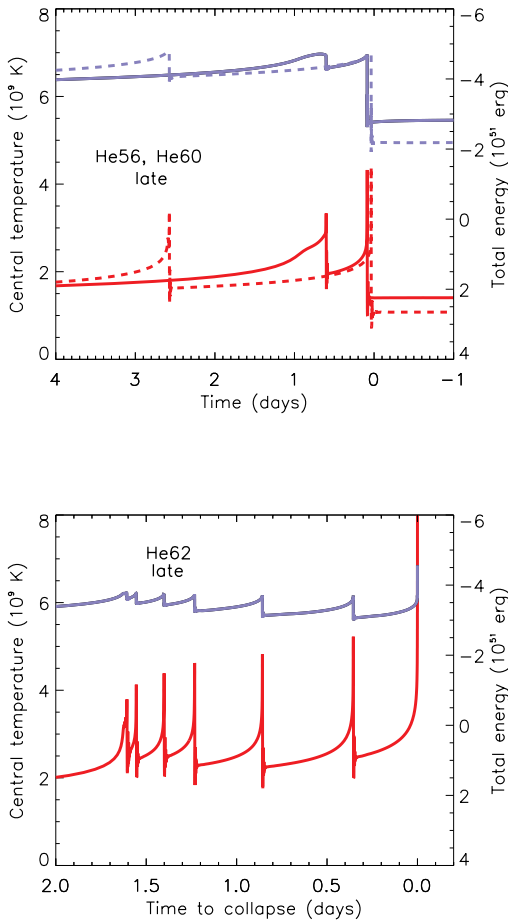 Central temperature (10⁹ K)
8
6
4
2
0
He56, He60
late
-6
-4
-2
0
2
4
Total energy (10⁵¹ erg)
4 3 2 1 0 -1
Time (days)
Central temperature (10⁹ K)
8
6
4
2
0
He62
late
-6
-4
-2
0
2
4
Total energy (10⁵¹ erg)
2.0 1.5 1.0 0.5 0.0
Time to collapse (days)